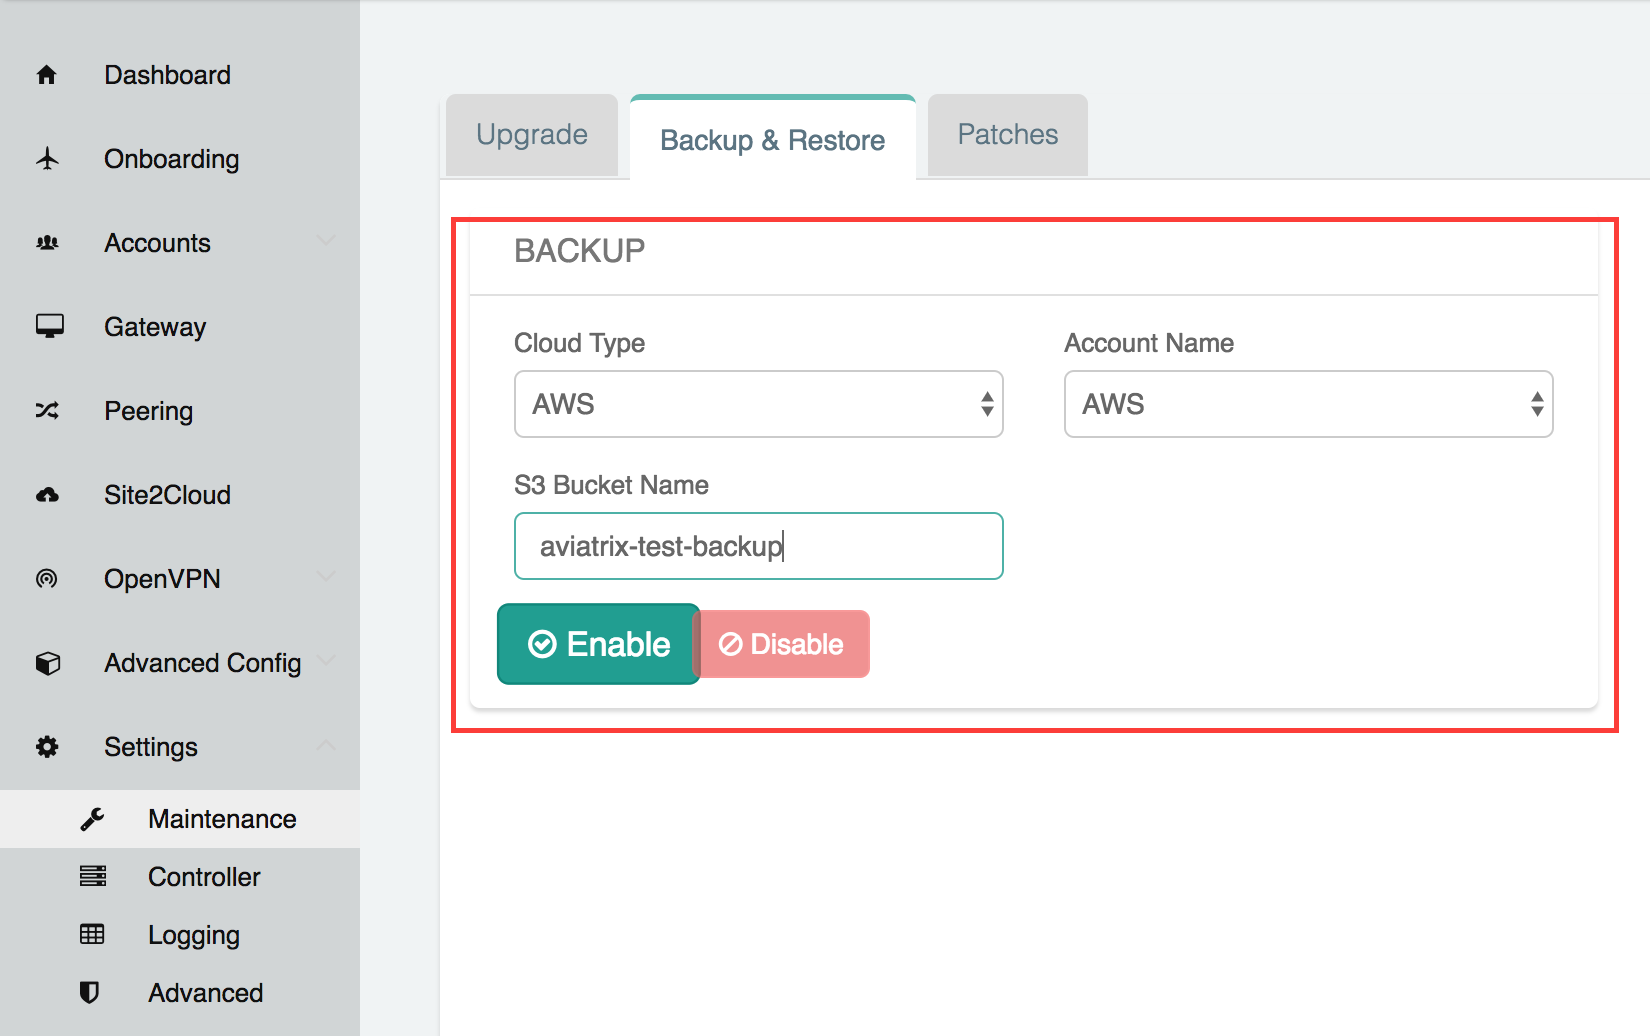 Dashboard
Onboarding
Accounts
Gateway
Peering
Site2Cloud
OpenVPN
Advanced Config
Settings
Maintenance
Controller
Logging
Advanced
Upgrade
Backup & Restore
Patches
BACKUP
Cloud Type
Account Name
AWS
AWS
S3 Bucket Name
aviatrix-test-backup
Enable
Disable